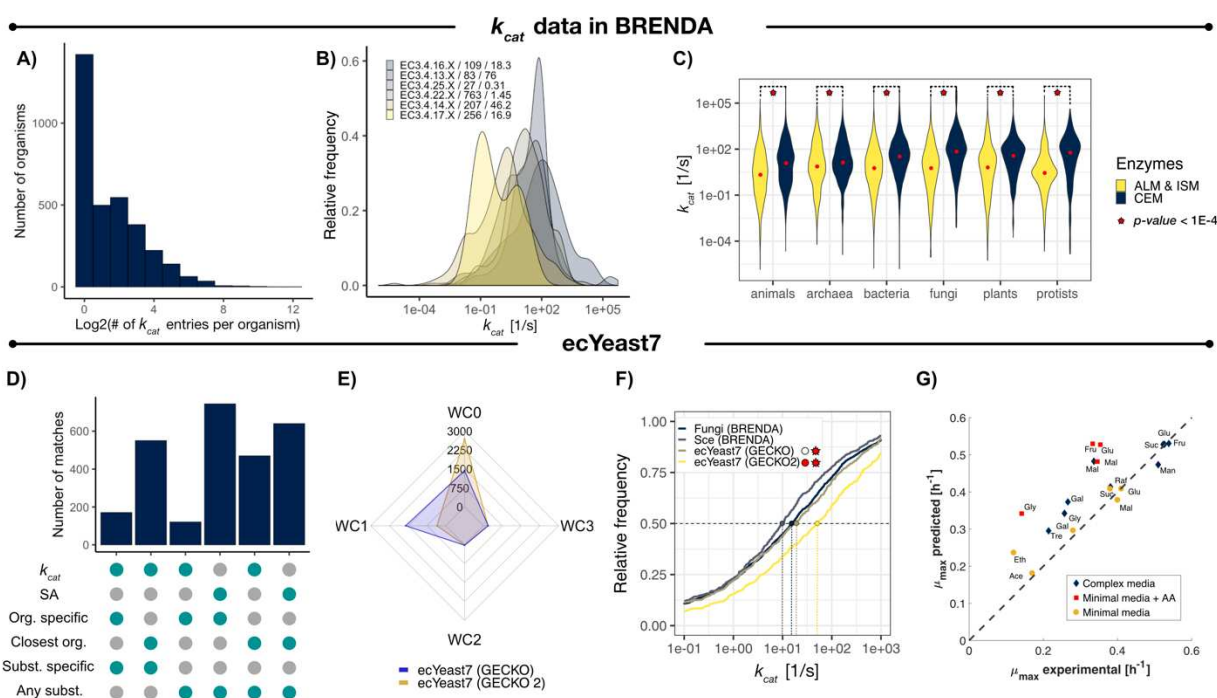 k_cat data in BRENDA
A)
Number of organisms
1000
500
0
0
4
8
12
Log2(# of k_cat entries per organism)
B)
Relative frequency
0.6
0.4
0.2
0.0
EC3.4.16.X / 109 / 18.3
EC3.4.13.X / 83 / 76
EC3.4.25.X / 27 / 0.31
EC3.4.22.X / 763 / 1.45
EC3.4.14.X / 207 / 46.2
EC3.4.17.X / 256 / 16.9
1e-04
1e-01
1e+02
1e+05
k_cat [1/s]
C)
k_cat [1/s]
1e+05
1e+02
1e-01
1e-04
animals
archaea
bacteria
fungi
plants
protists
Enzymes
ALM & ISM
CEM
p-value < 1E-4
ecYeast7
D)
Number of matches
600
400
200
0
k_cat
SA
Org. specific
Closest org.
Subst. specific
Any subst.
E)
WC0
3000
2250
1500
750
0
WC1
WC3
WC2
ecYeast7 (GECKO)
ecYeast7 (GECKO 2)
F)
Relative frequency
1.00
0.75
0.50
0.25
0.00
Fungi (BRENDA)
Sce (BRENDA)
ecYeast7 (GECKO)
ecYeast7 (GECKO2)
1e-01
1e+00
1e+01
1e+02
1e+03
k_cat [1/s]
G)
μmax predicted [h⁻¹]
0.6
0.5
0.4
0.3
0.2
0.1
0
Glu
Suc
Fru
Fru
Glu
Mal
Mal
Man
Raf
Suc
Glu
Mal
Gal
Gly
Gly
Gal
Tre
Eth
Ace
Complex media
Minimal media + AA
Minimal media
0
0.2
0.4
0.6
μmax experimental [h⁻¹]